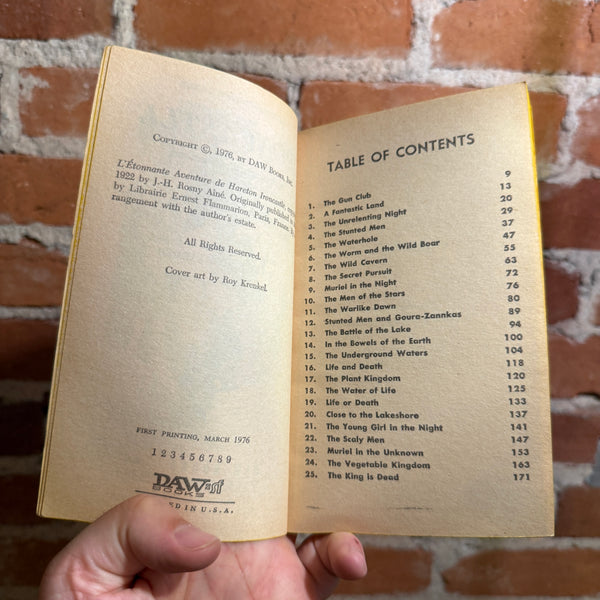 COPYRIGHT ©, 1976, BY DAW BOOKS, INC.
L'Étonnante Aventure de Hareton Ironcastle,
1922 by J.-H. Rosny Aîné. Originally published in
by Librairie Ernest Flammarion, Paris, France.
rangement with the author's estate.
All Rights Reserved.
Cover art by Roy Krenkel.
FIRST PRINTING, MARCH 1976
1 2 3 4 5 6 7 8 9
DAW sf
BOOKS
D IN U.S.A.
TABLE OF CONTENTS
1. The Gun Club 9
2. A Fantastic Land 13
3. The Unrelenting Night 20
4. The Stunted Men 29
5. The Waterhole 37
6. The Worm and the Wild Boar 47
7. The Wild Cavern 55
8. The Secret Pursuit 63
9. Muriel in the Night 72
10. The Men of the Stars 76
11. The Warlike Dawn 80
12. Stunted Men and Goura-Zannkas 89
13. The Battle of the Lake 94
14. In the Bowels of the Earth 100
15. The Underground Waters 104
16. Life and Death 118
17. The Plant Kingdom 120
18. The Water of Life 125
19. Life or Death 133
20. Close to the Lakeshore 137
21. The Young Girl in the Night 141
22. The Scaly Men 147
23. Muriel in the Unknown 153
24. The Vegetable Kingdom 163
25. The King is Dead 171